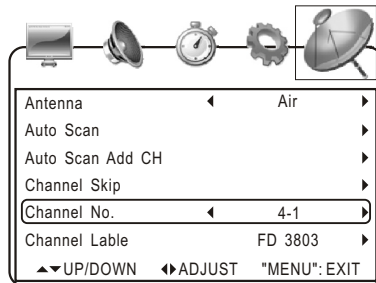 Antenna ◀ Air ▶
Auto Scan ▶
Auto Scan Add CH ▶
Channel Skip ▶
Channel No. ◀ 4-1 ▶
Channel Lable FD 3803 ▶
▲▼UP/DOWN ◀▶ADJUST "MENU": EXIT